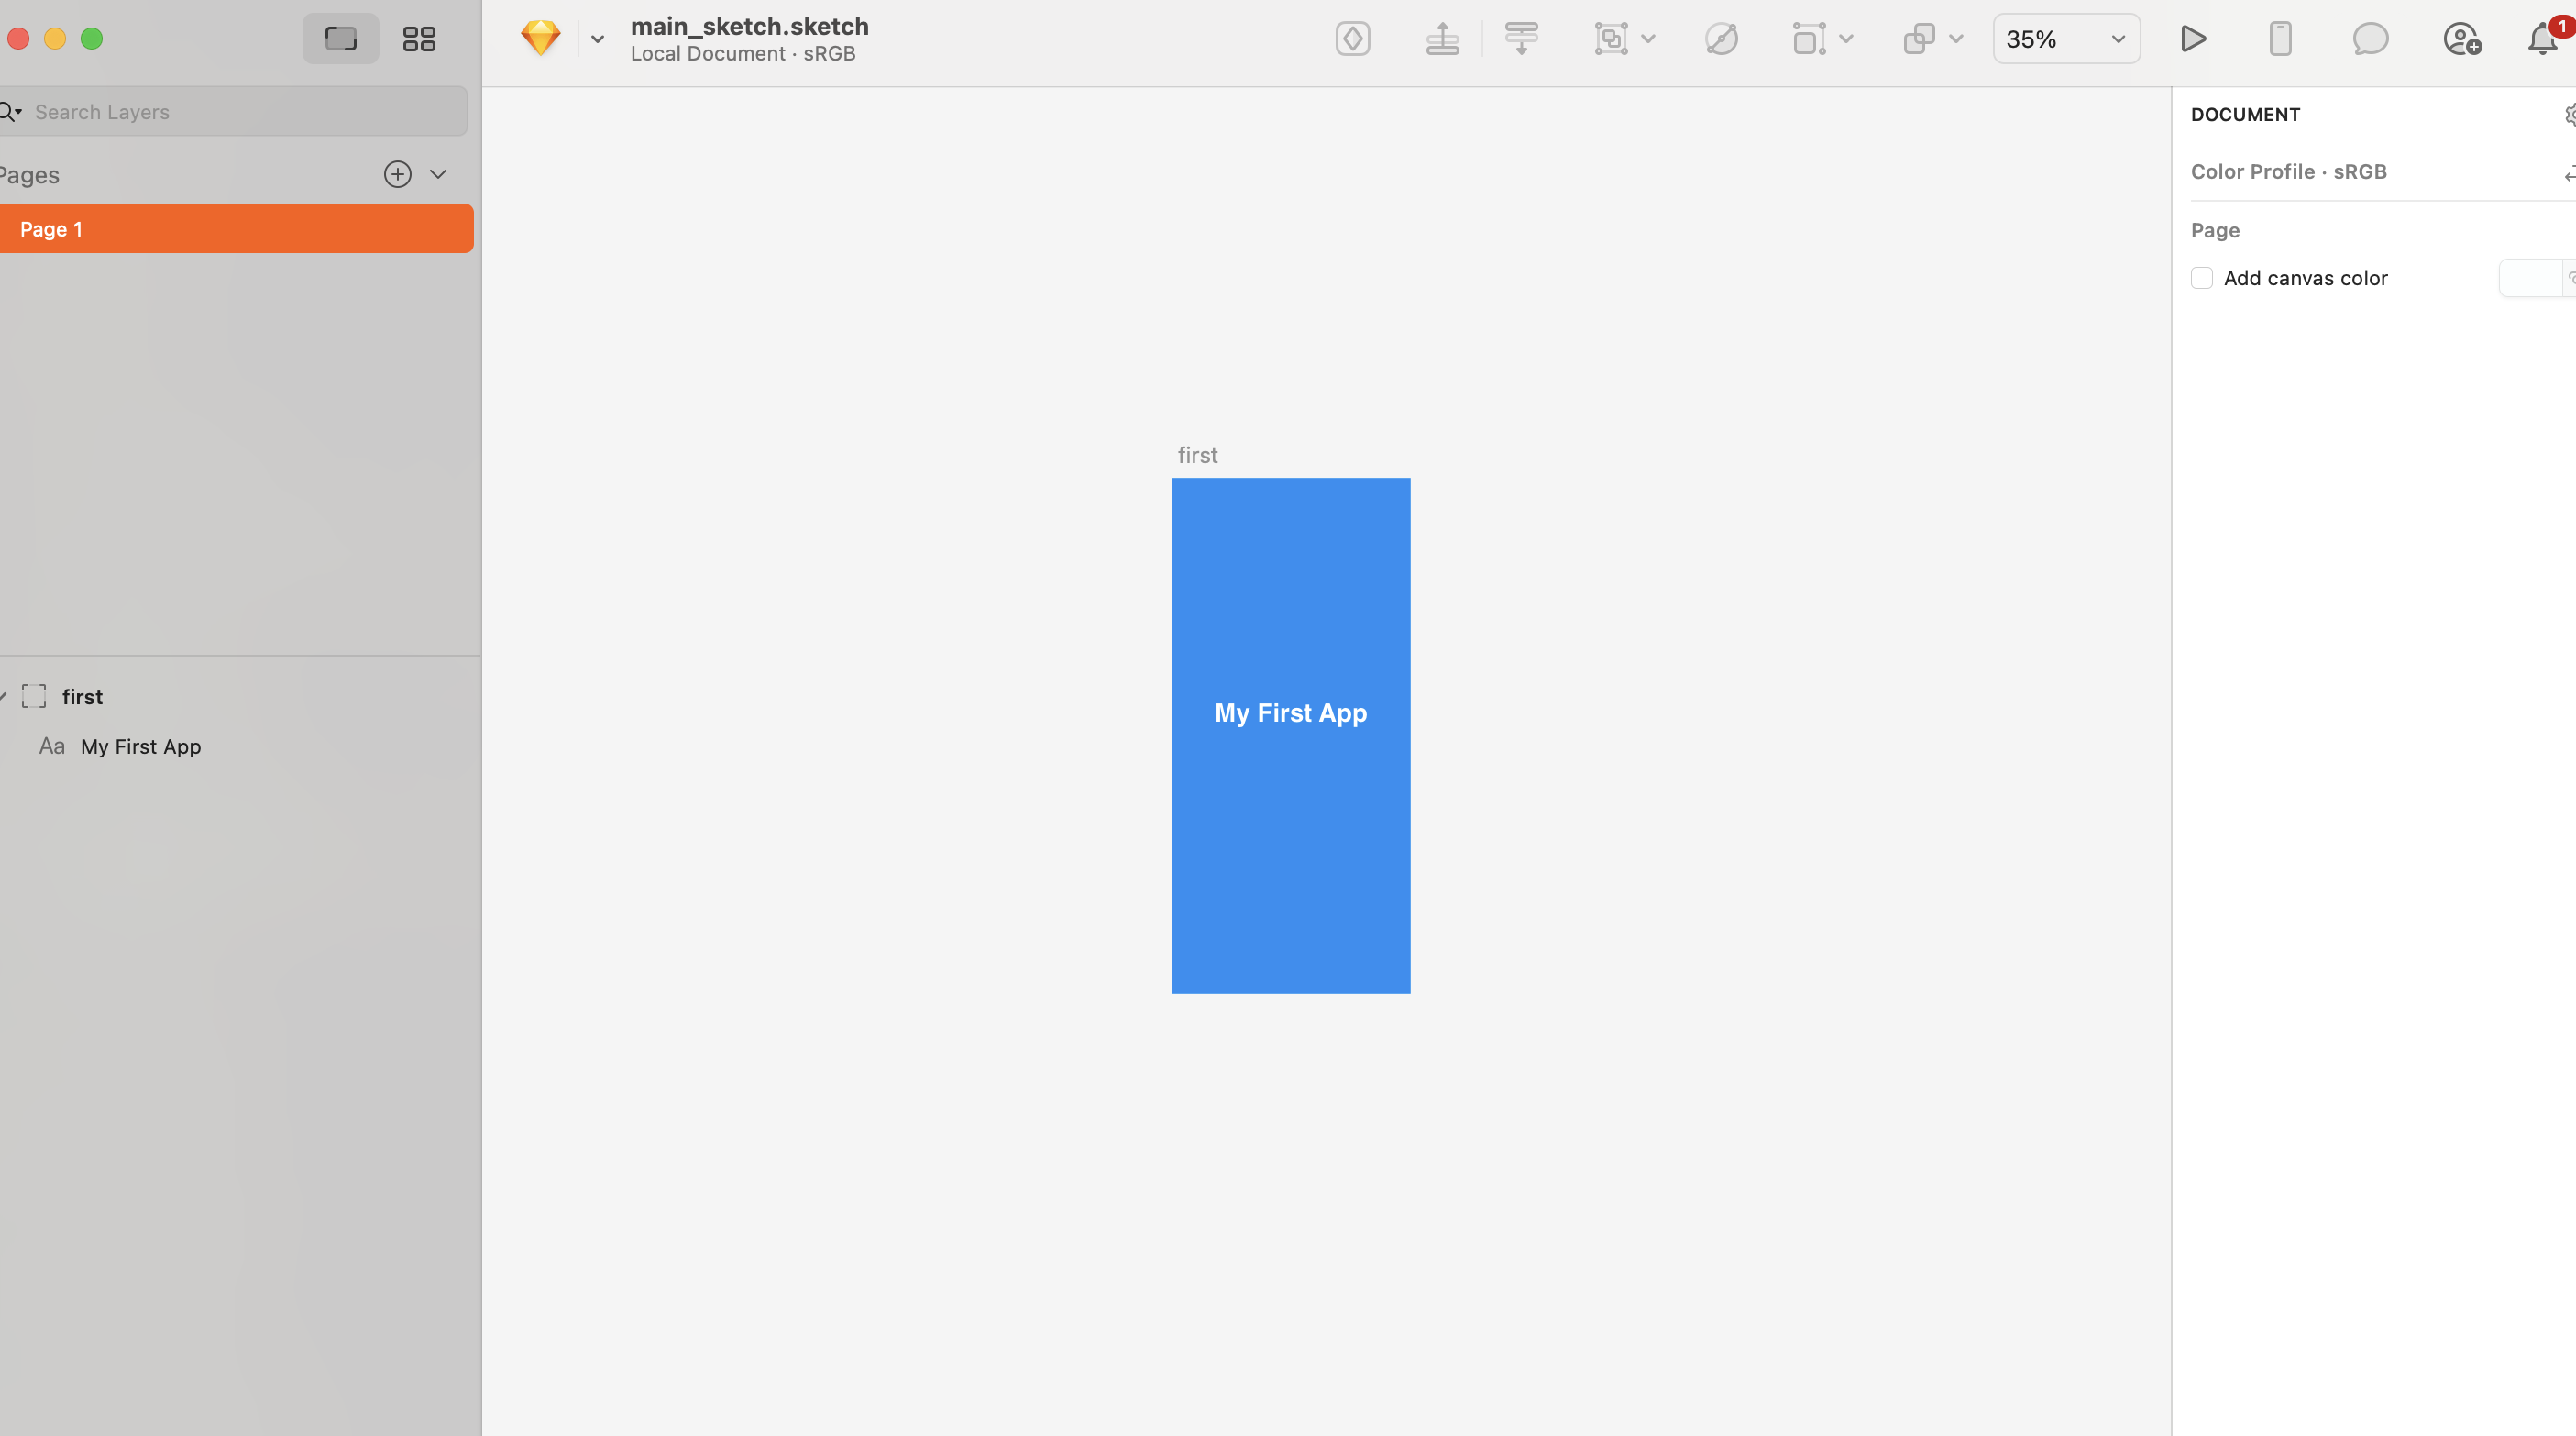 main_sketch.sketch
Local Document · sRGB
35%
1
Search Layers
Pages
Page 1
first
Aa My First App
first
My First App
DOCUMENT
Color Profile · sRGB
Page
Add canvas color